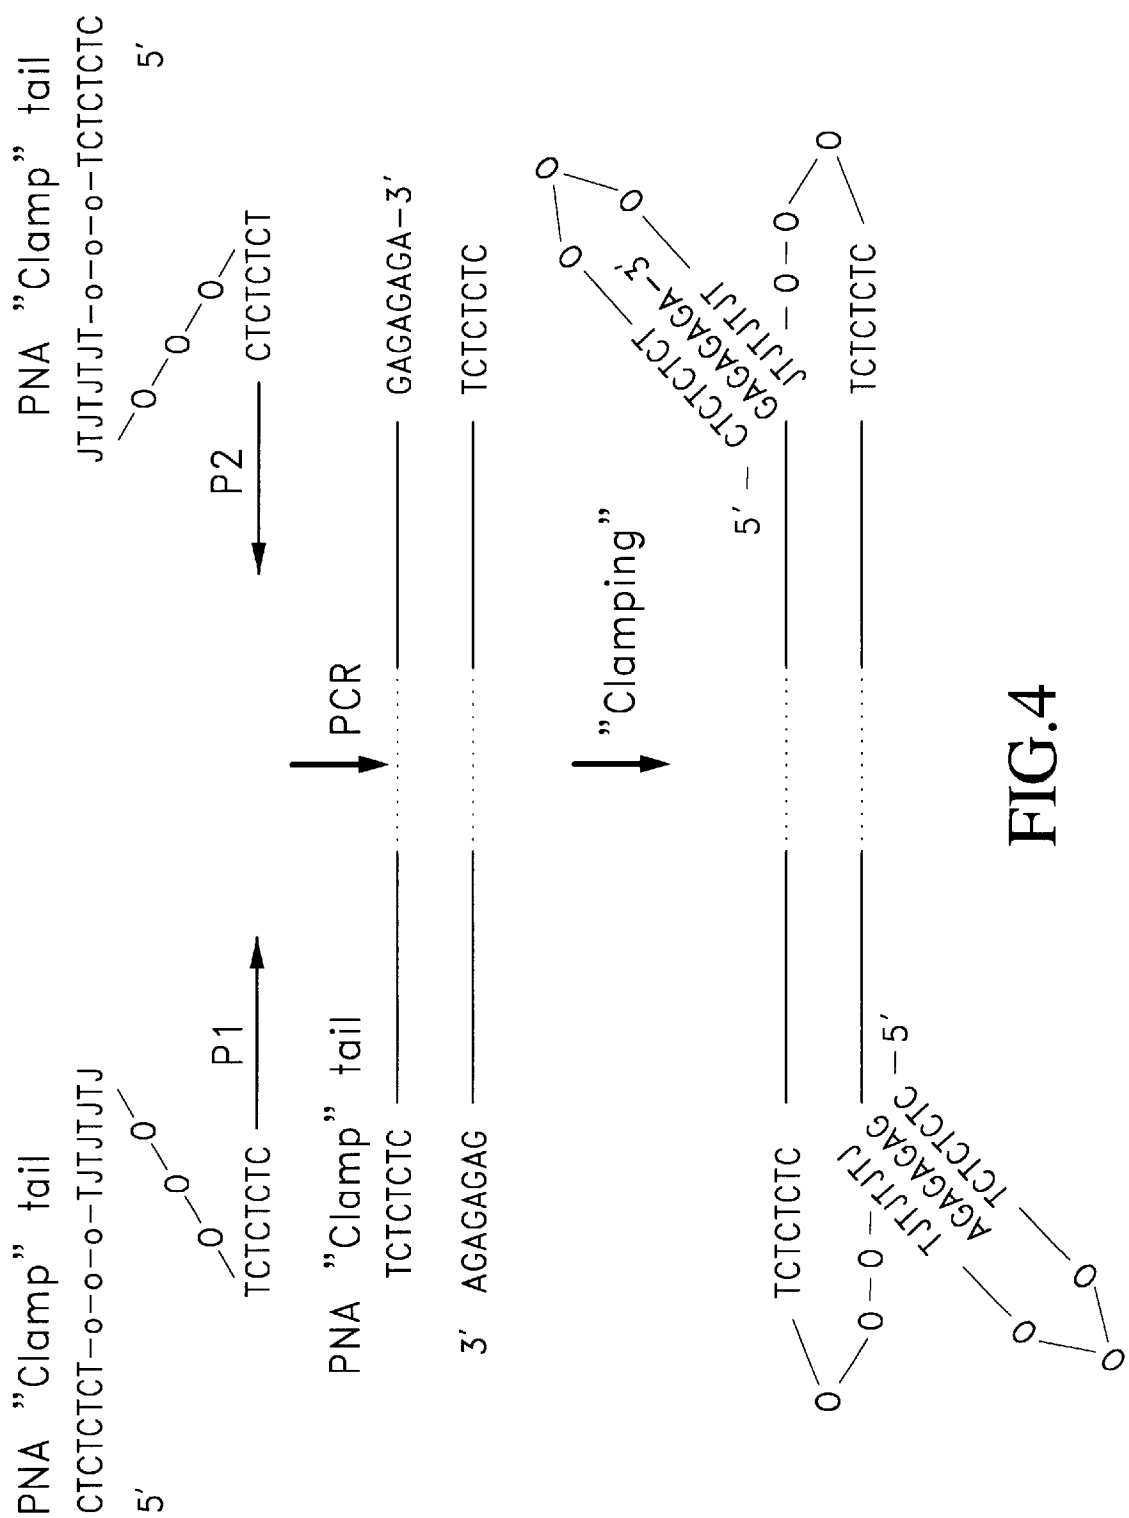 PNA "Clamp" tail
CTCTCTCT-o-o-o-TJTJTJTJ
5'
O
O
O
TCTCTCTC
P1
PNA "Clamp" tail
JTJTJTJT-o-o-o-TCTCTCTC
5'
O
O
O
P2
CTCTCTCT
PCR
PNA "Clamp" tail
TCTCTCTC
GAGAGAGA-3'
3' AGAGAGAG
TCTCTCTC
"Clamping"
5' - CTCTCTCT
GAGAGAGA-3'
JTJTJTJT
O
O
O
TCTCTCTC
O - O
O
TCTCTCTC
O
O - O
TJTJTJTJ
AGAGAGAG
TCTCTCTC -5'
O
O
O
FIG.4